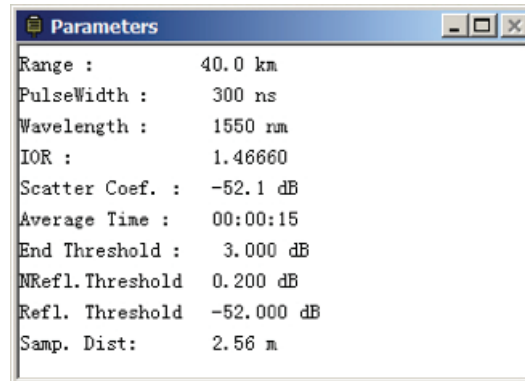 Parameters
Range : 40.0 km
PulseWidth : 300 ns
Wavelength : 1550 nm
IOR : 1.46660
Scatter Coef. : -52.1 dB
Average Time : 00:00:15
End Threshold : 3.000 dB
NRefl.Threshold 0.200 dB
Refl. Threshold -52.000 dB
Samp. Dist: 2.56 m